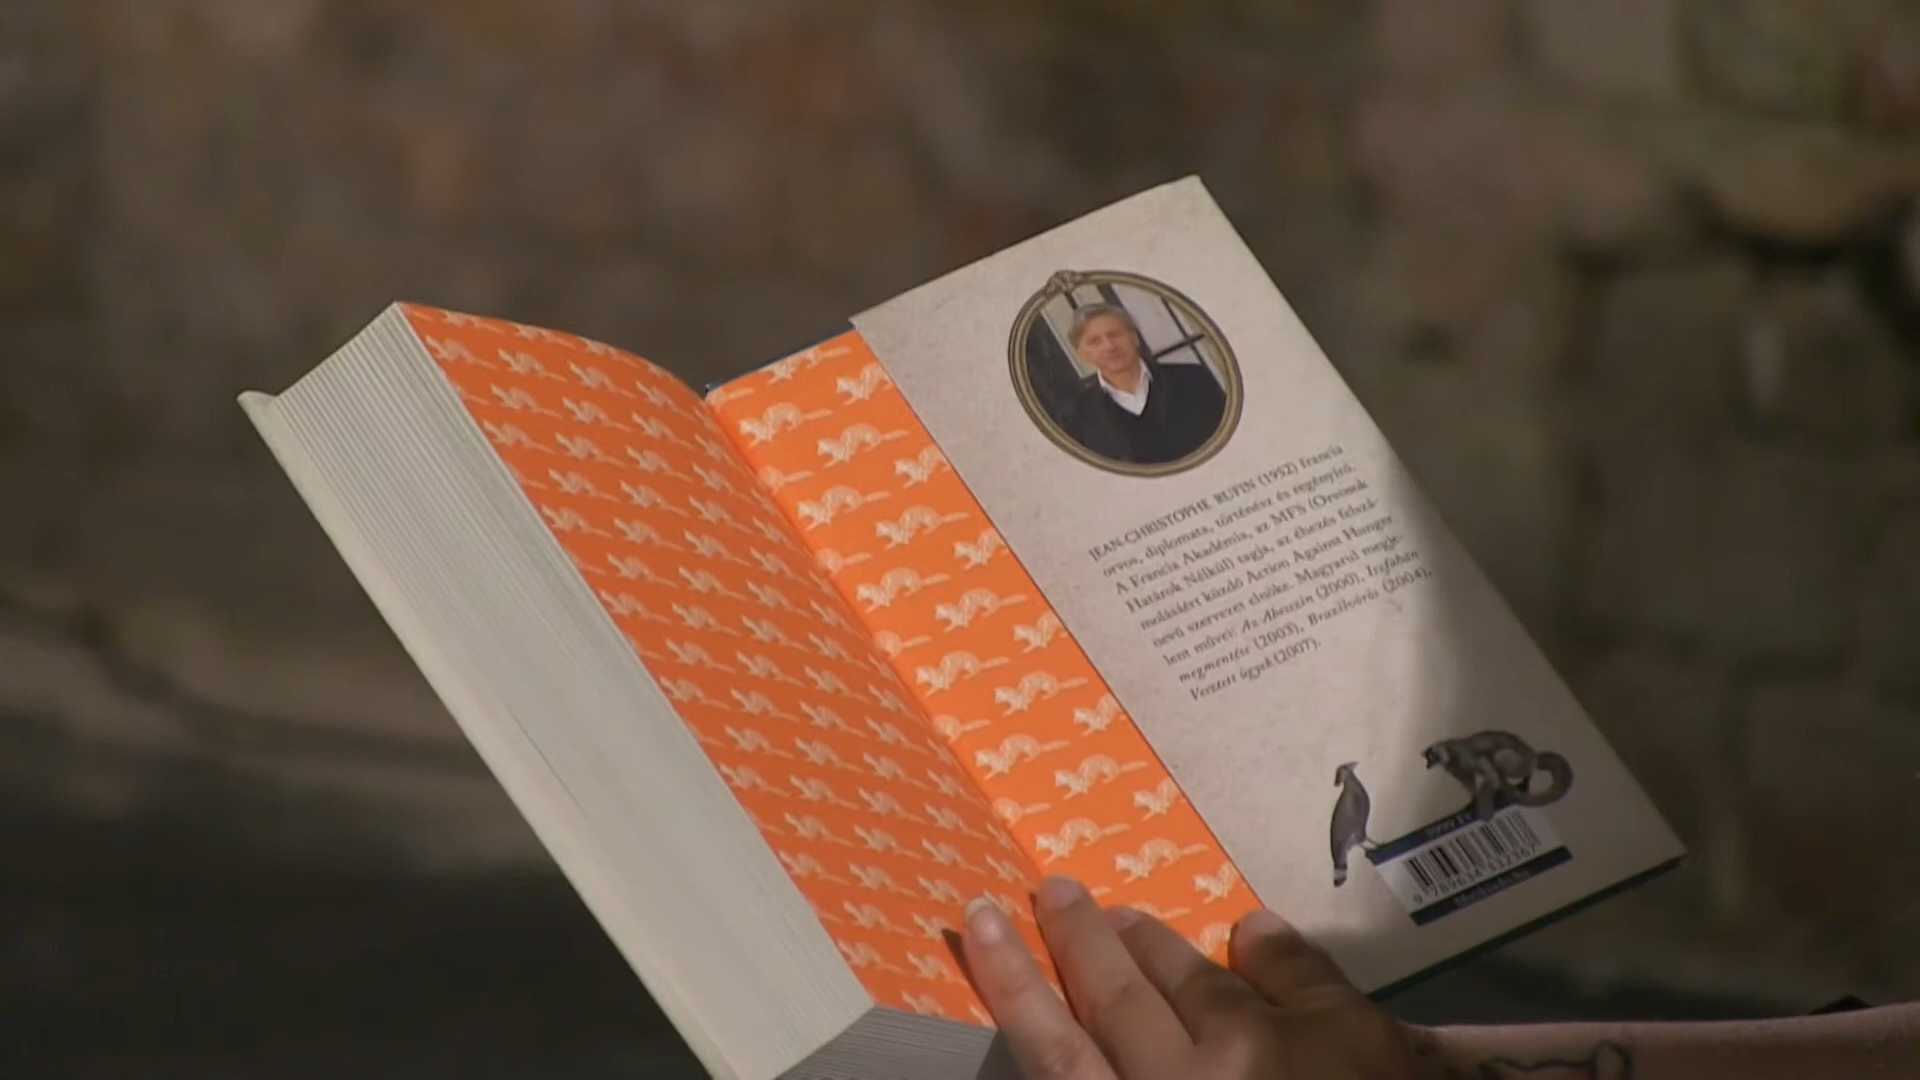 JEAN-CHRISTOPHE RUFIN (1952) francia
orvos, diplomata, történész és regényíró.
A Francia Akadémia, az MFS (Orvosok
Határok Nélkül) tagja, az éhezés felszá-
molásáért küzdő Action Against Hunger
nevű szervezet elnöke. Magyarul megje-
lent művei: Az Abesszin (2000), Iszfahán
megmentése (2003), Brazilvörös (2004),
Vesztett ügyek (2007).